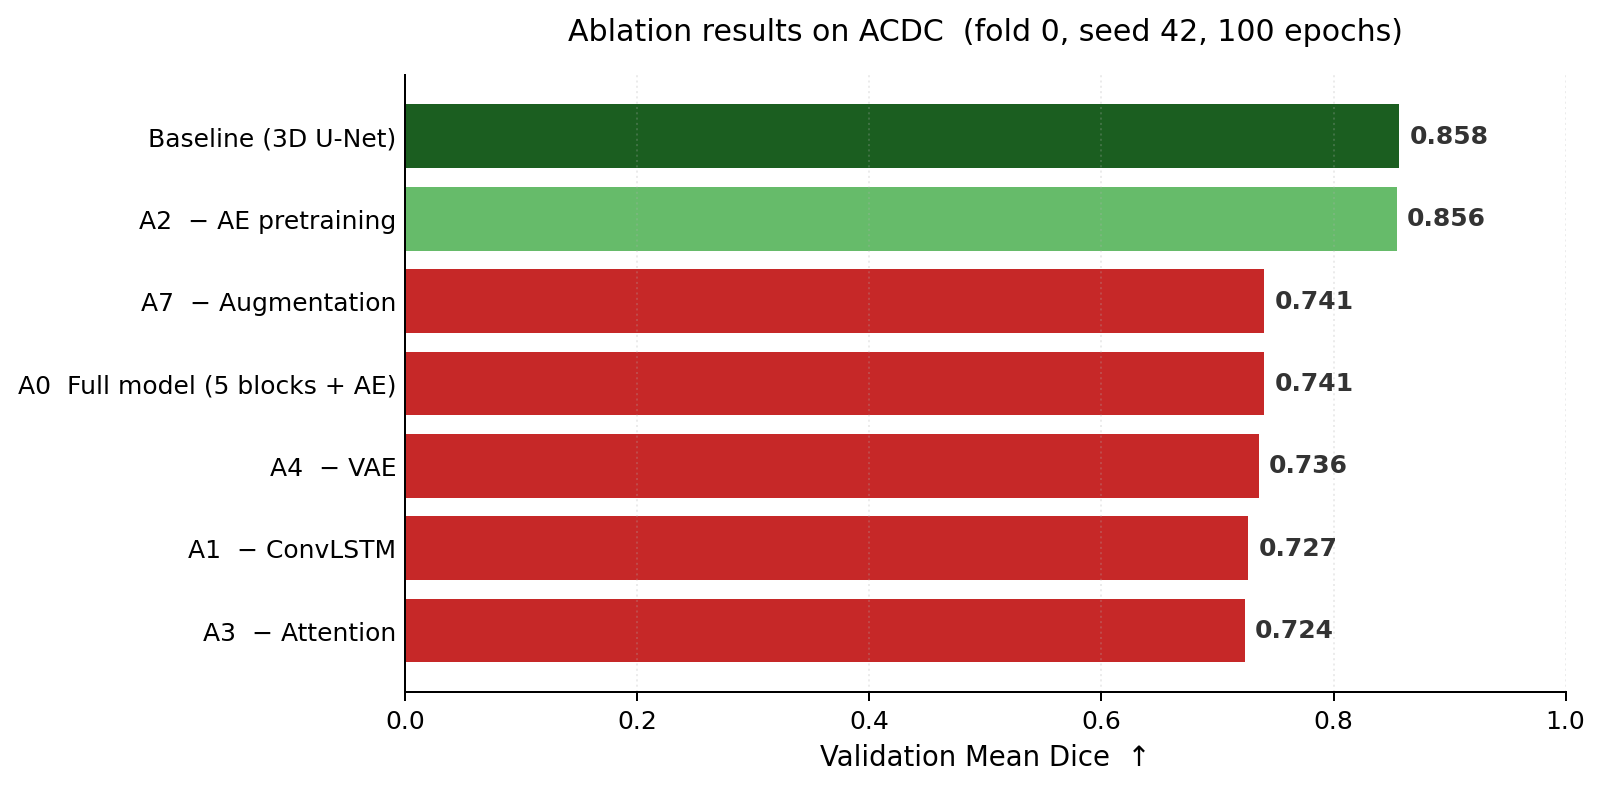 Ablation results on ACDC  (fold 0, seed 42, 100 epochs)
Baseline (3D U-Net) 0.858
A2  − AE pretraining 0.856
A7  − Augmentation 0.741
A0  Full model (5 blocks + AE) 0.741
A4  − VAE 0.736
A1  − ConvLSTM 0.727
A3  − Attention 0.724
0.0 0.2 0.4 0.6 0.8 1.0
Validation Mean Dice  ↑